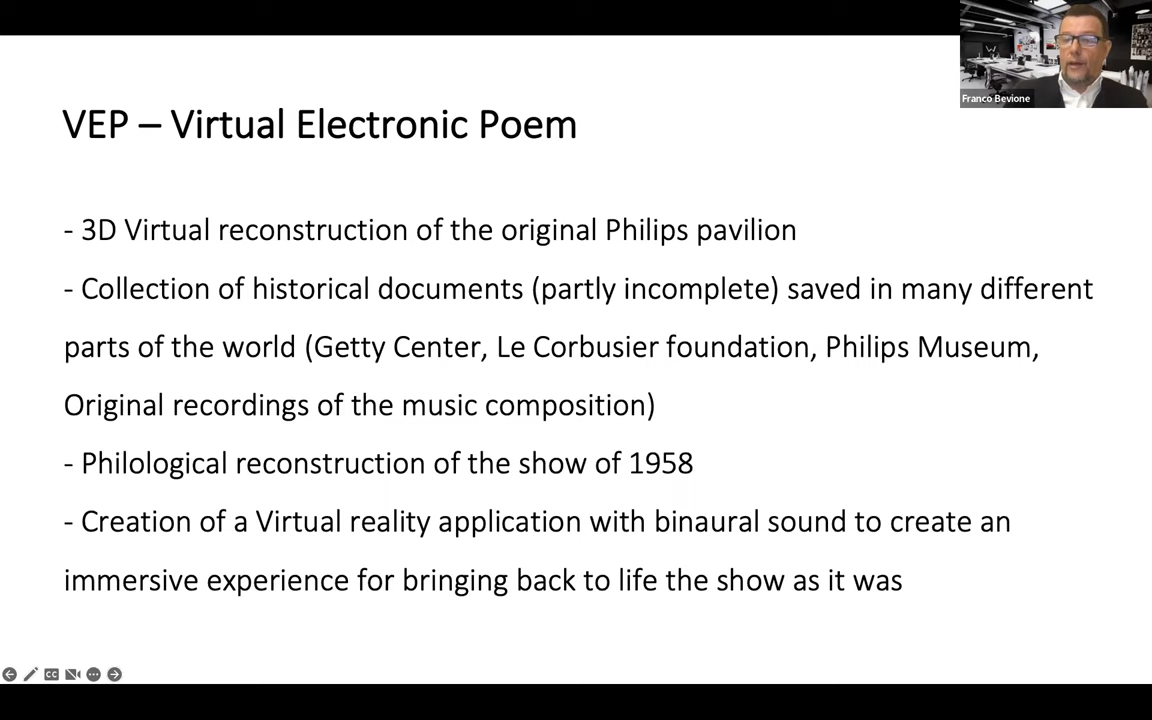 Franco Bevione
VEP – Virtual Electronic Poem
- 3D Virtual reconstruction of the original Philips pavilion
- Collection of historical documents (partly incomplete) saved in many different
parts of the world (Getty Center, Le Corbusier foundation, Philips Museum,
Original recordings of the music composition)
- Philological reconstruction of the show of 1958
- Creation of a Virtual reality application with binaural sound to create an
immersive experience for bringing back to life the show as it was
CC